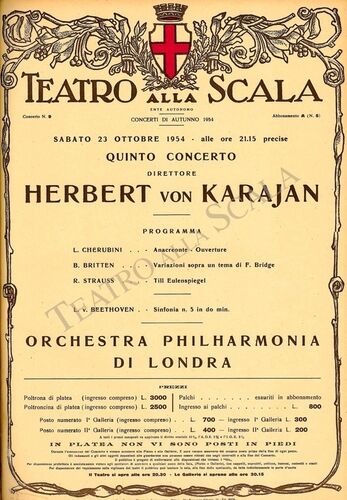 TEATRO ALLA SCALA
ENTE AUTONOMO
Concerto N. 9
CONCERTI DI AUTUNNO 1954
Abbonamento A (N. 5)
SABATO 23 OTTOBRE 1954 - alle ore 21.15 precise
QUINTO CONCERTO
DIRETTORE
HERBERT VON KARAJAN
PROGRAMMA
L. CHERUBINI . . - Anacreonte - Ouverture
B. BRITTEN . . . - Variazioni sopra un tema di F. Bridge
R. STRAUSS . . - Till Eulenspiegel
L. v. BEETHOVEN . - Sinfonia n. 5 in do min.
TEATRO ALLA SCALA
ORCHESTRA PHILHARMONIA
DI LONDRA
PREZZI
Poltrona di platea (ingresso compreso) L. 3000
Poltroncina di platea (ingresso compreso) L. 2500
Palchi . . . . . esauriti in abbonamento
Ingresso ai palchi . . . . . . L. 800
Posto numerato Iª Galleria (ingresso compreso) . . L. 700 - ingresso Iª Galleria L. 300
Posto numerato IIª Galleria (ingresso compreso) . . L. 400 - ingresso IIª Galleria L. 200
IN PLATEA NON VI SONO POSTI IN PIEDI
Il Teatro si apre alle ore 20.30 - Le Gallerie si aprono alle ore 20.15